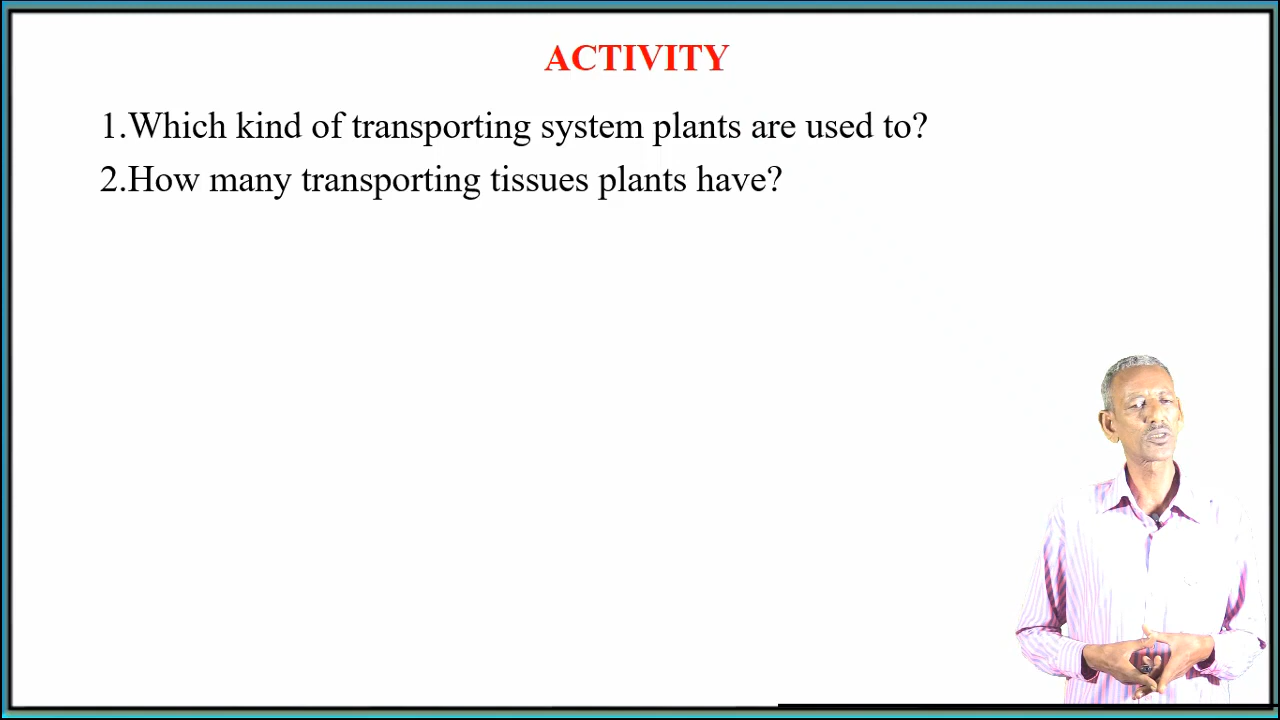 ACTIVITY
1.Which kind of transporting system plants are used to?
2.How many transporting tissues plants have?